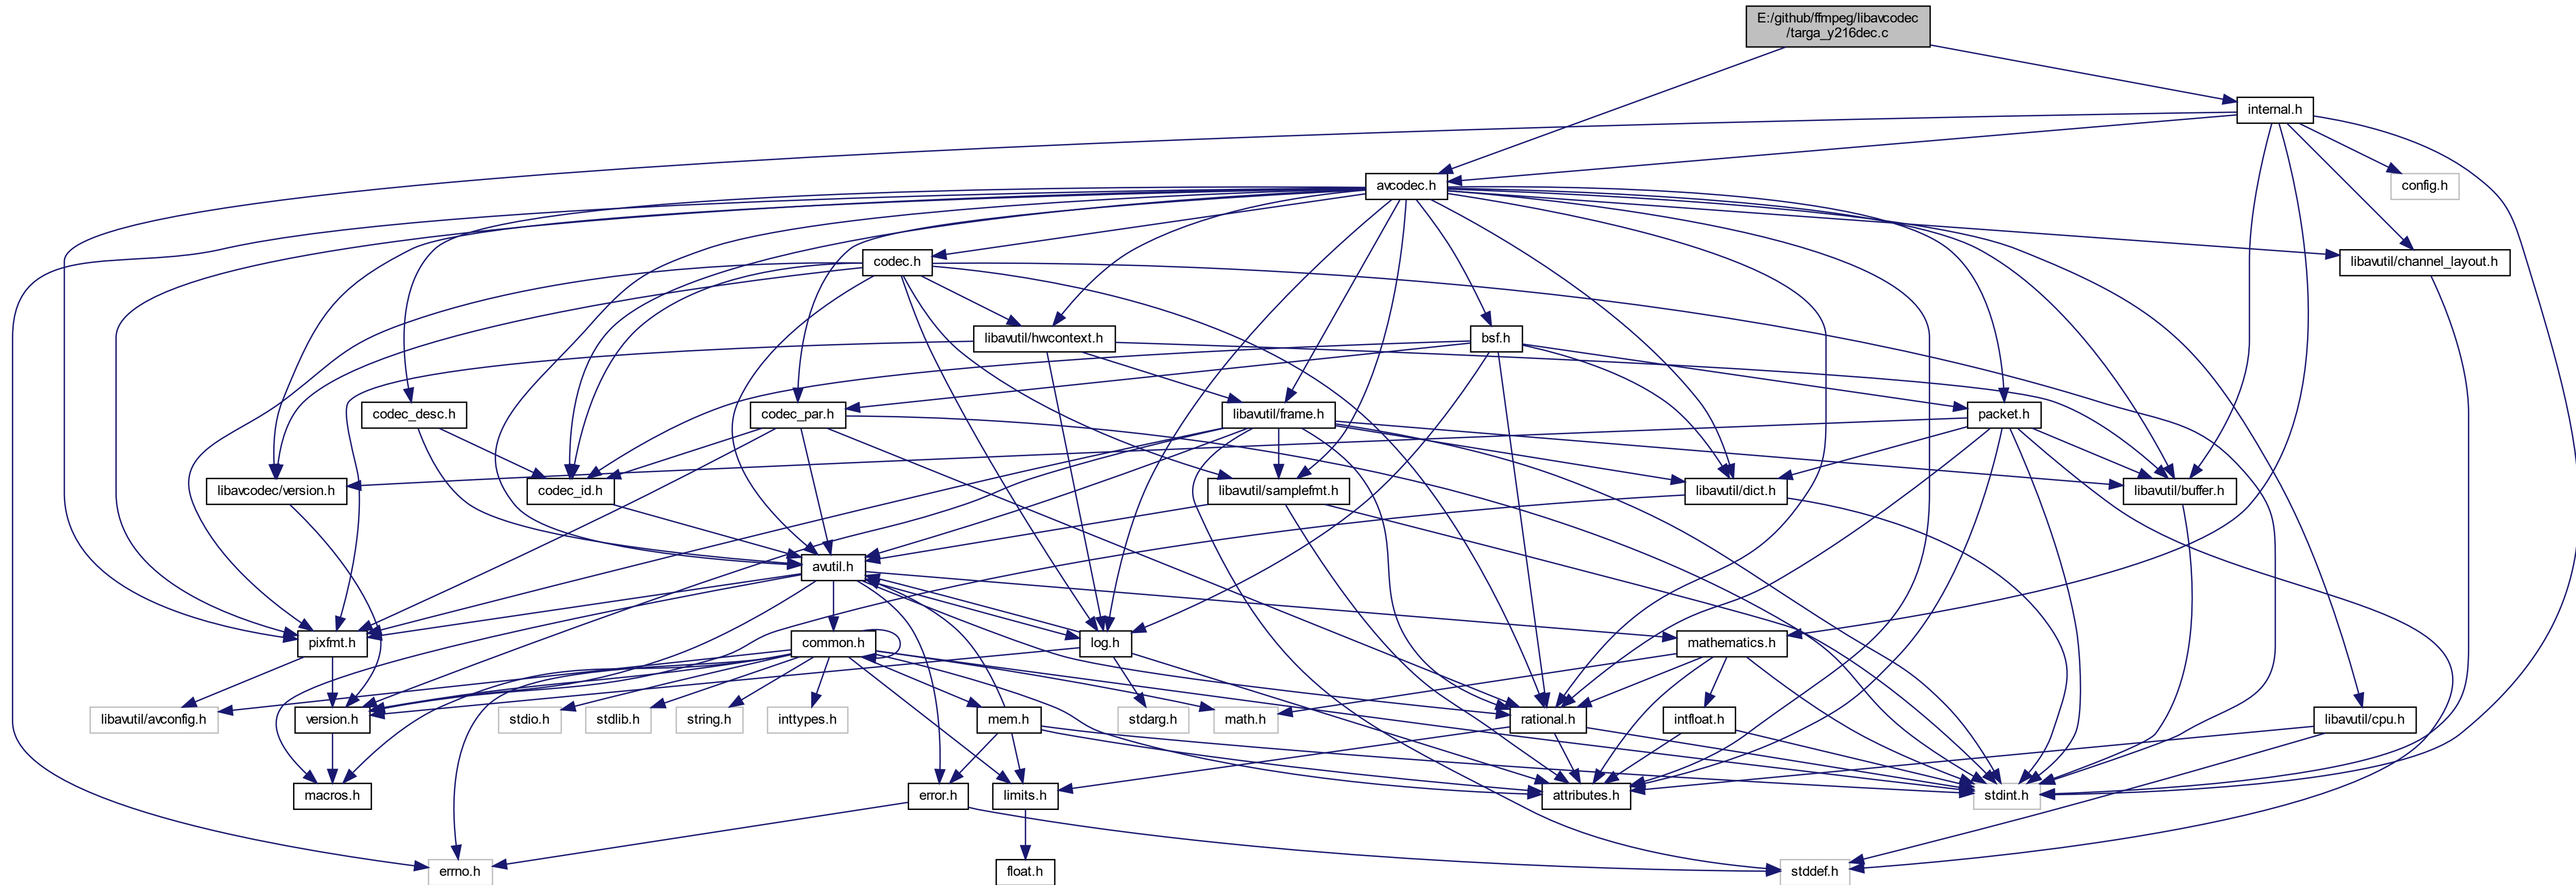 E:/github/ffmpeg/libavcodec
/targa_y216dec.c
internal.h
avcodec.h
config.h
codec.h
libavutil/channel_layout.h
libavutil/hwcontext.h
bsf.h
codec_desc.h
codec_par.h
libavutil/frame.h
packet.h
libavcodec/version.h
codec_id.h
libavutil/samplefmt.h
libavutil/dict.h
libavutil/buffer.h
avutil.h
pixfmt.h
common.h
log.h
mathematics.h
libavutil/avconfig.h
version.h
stdio.h
stdlib.h
string.h
inttypes.h
mem.h
stdarg.h
math.h
rational.h
intfloat.h
libavutil/cpu.h
macros.h
error.h
limits.h
attributes.h
stdint.h
errno.h
float.h
stddef.h